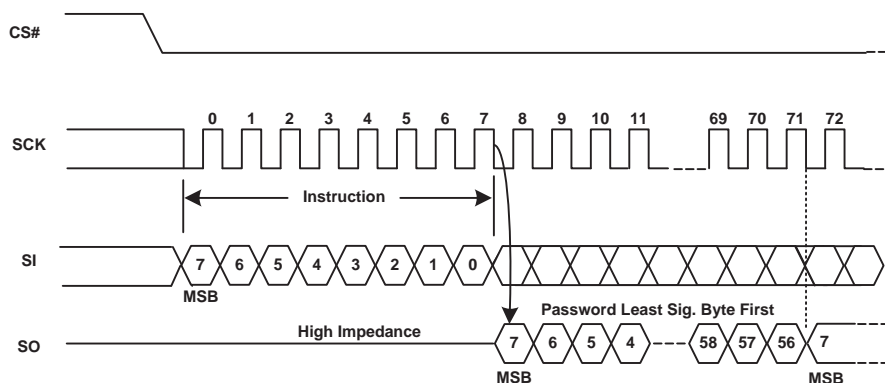 CS#
0 1 2 3 4 5 6 7 8 9 10 11 69 70 71 72
SCK
Instruction
SI
7 6 5 4 3 2 1 0
MSB
Password Least Sig. Byte First
High Impedance
SO
7 6 5 4 58 57 56 7
MSB MSB